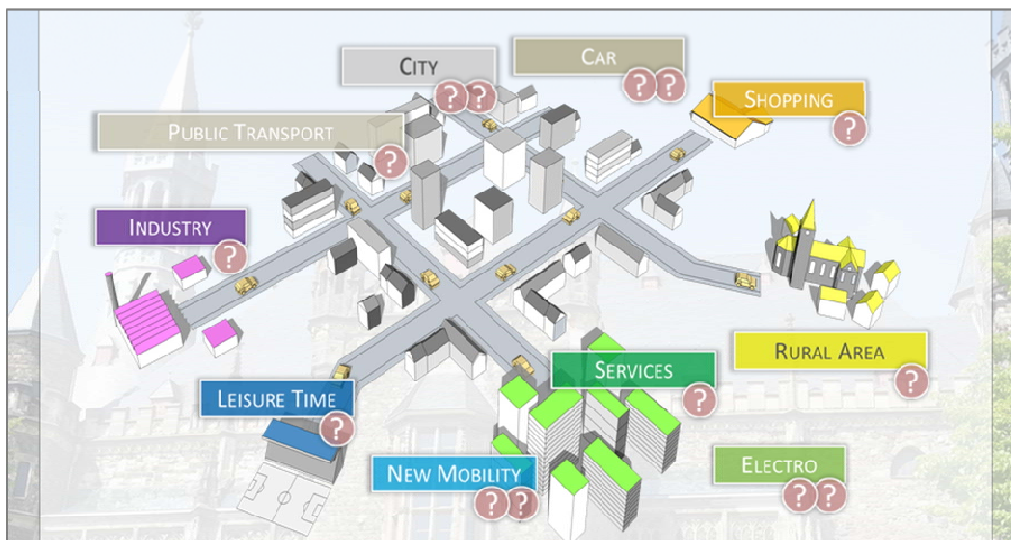 CITY
? ?
CAR
? ?
SHOPPING
?
PUBLIC TRANSPORT
?
INDUSTRY
?
RURAL AREA
?
SERVICES
?
LEISURE TIME
?
NEW MOBILITY
? ?
ELECTRO
? ?